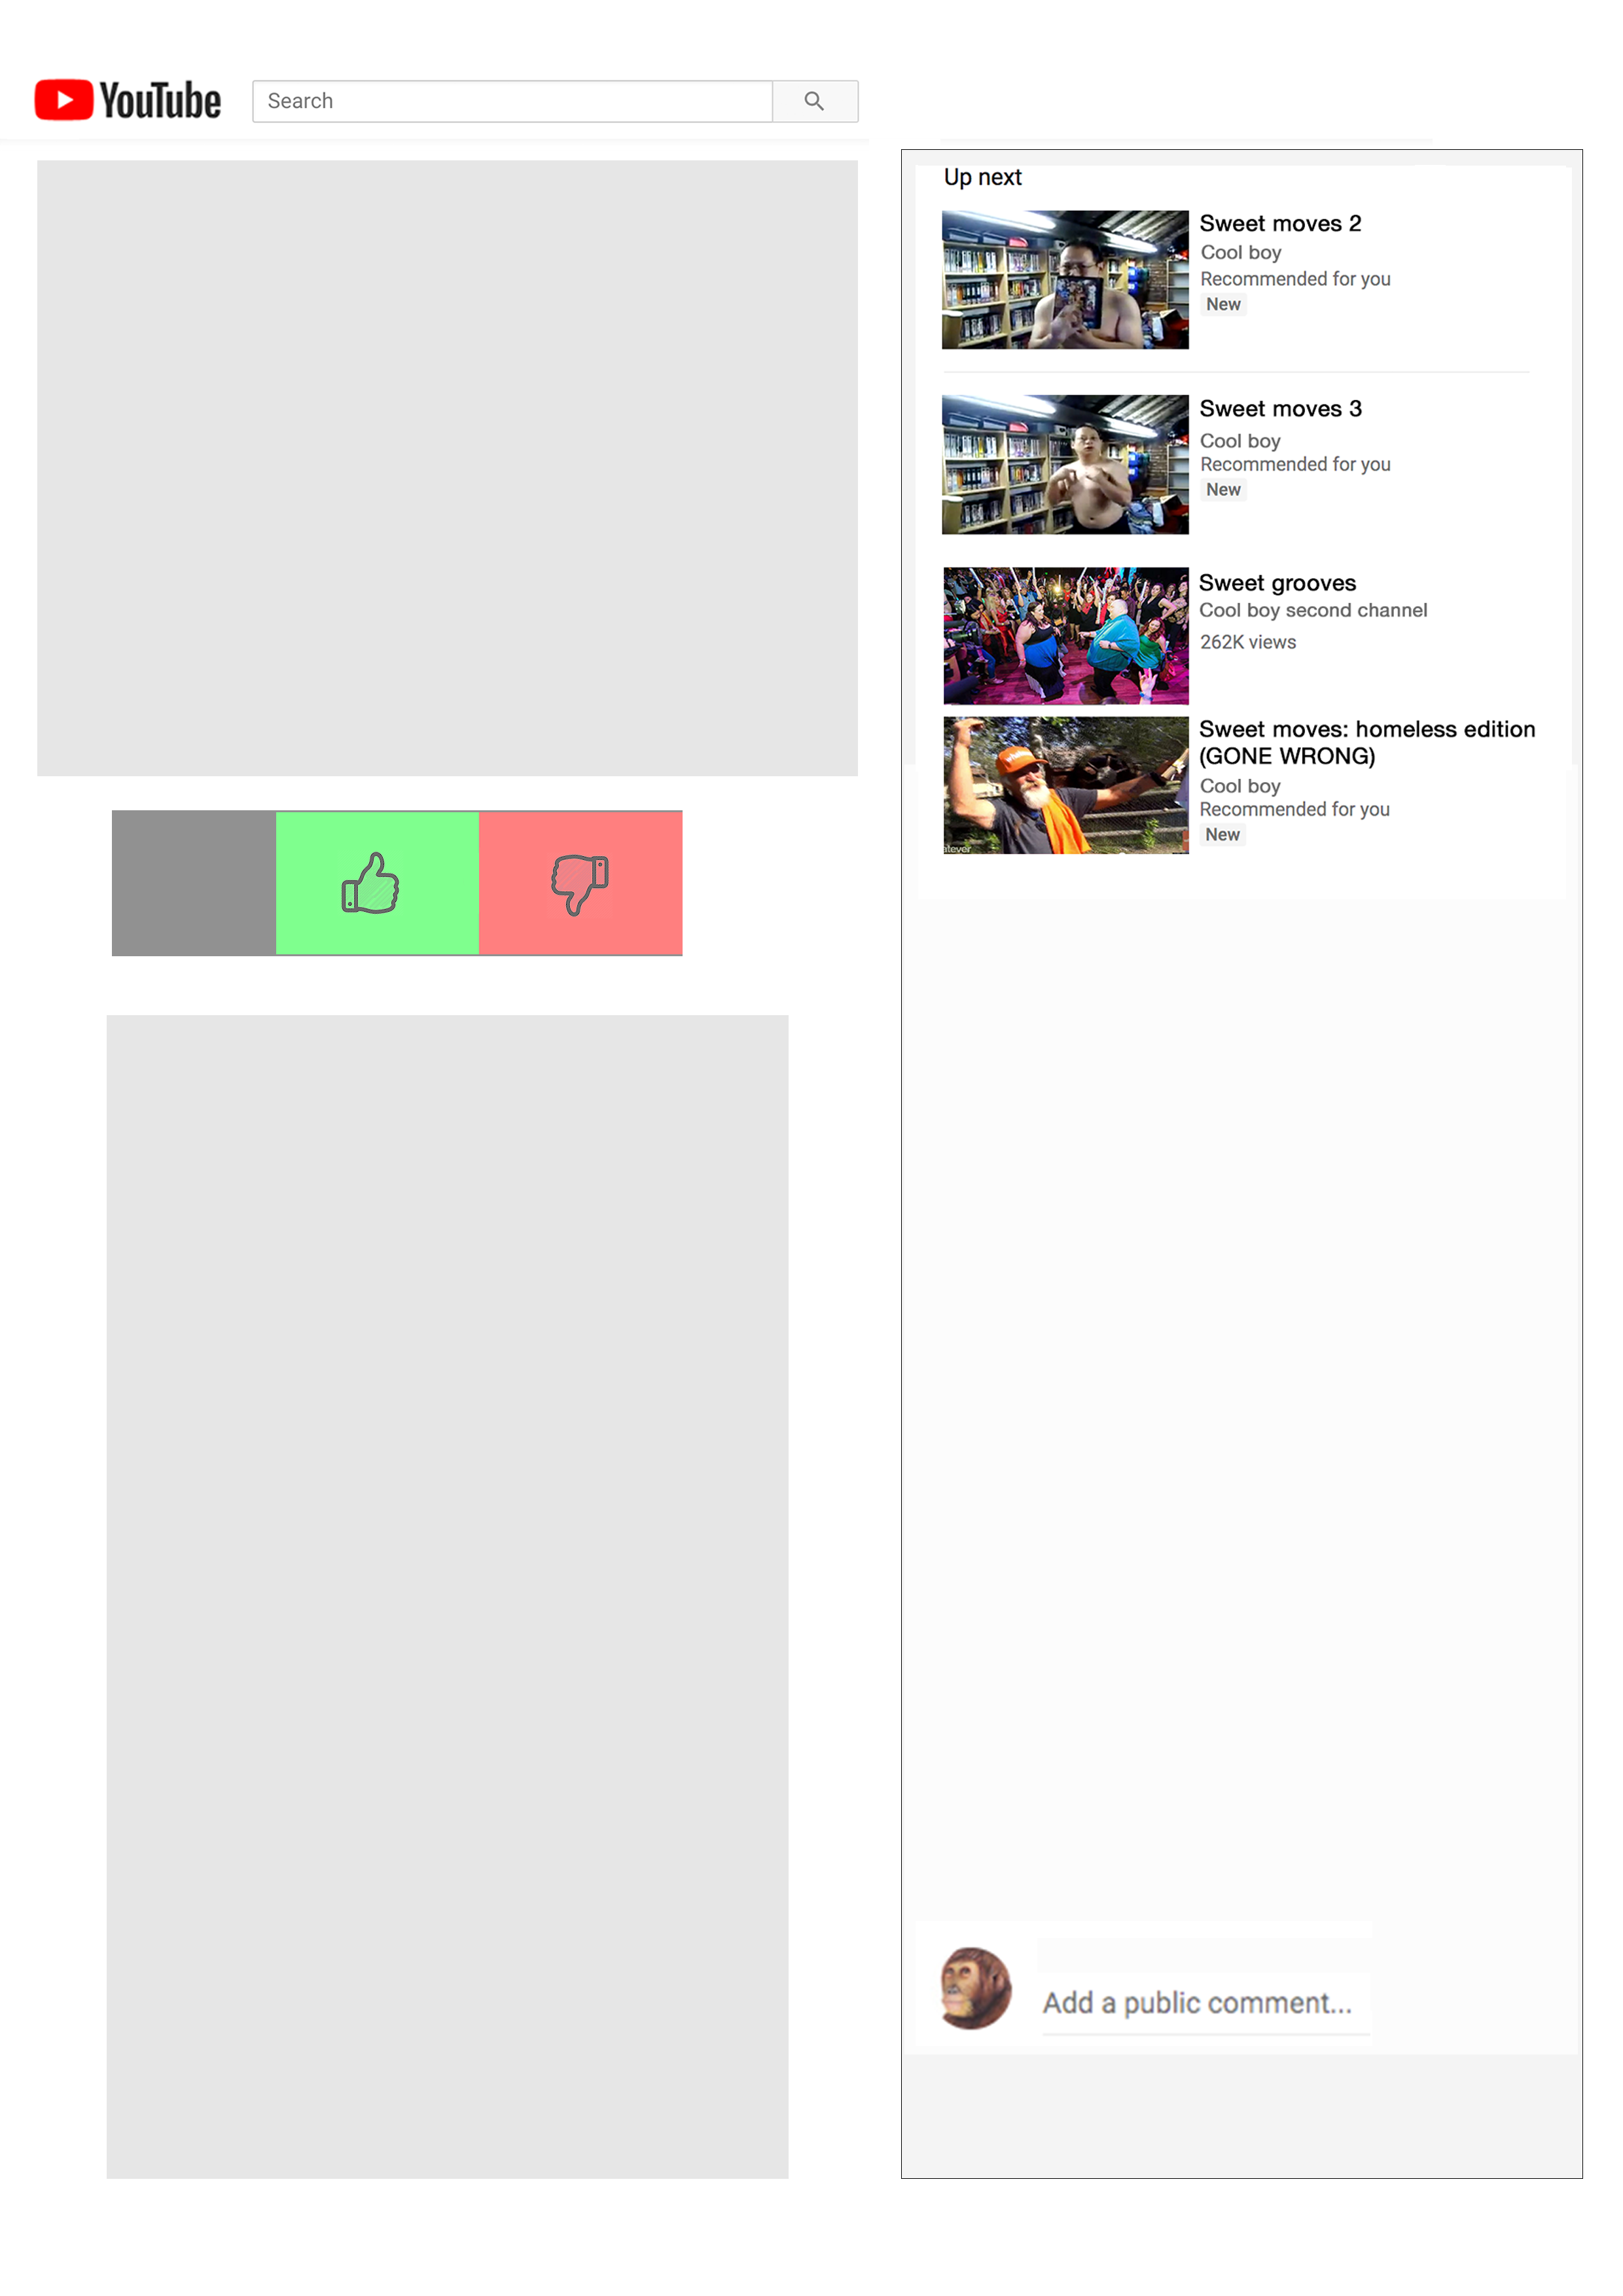 YouTube
Search
Up next
Sweet moves 2
Cool boy
Recommended for you
New
Sweet moves 3
Cool boy
Recommended for you
New
Sweet grooves
Cool boy second channel
262K views
Sweet moves: homeless edition
(GONE WRONG)
Cool boy
Recommended for you
New
atever
Add a public comment...